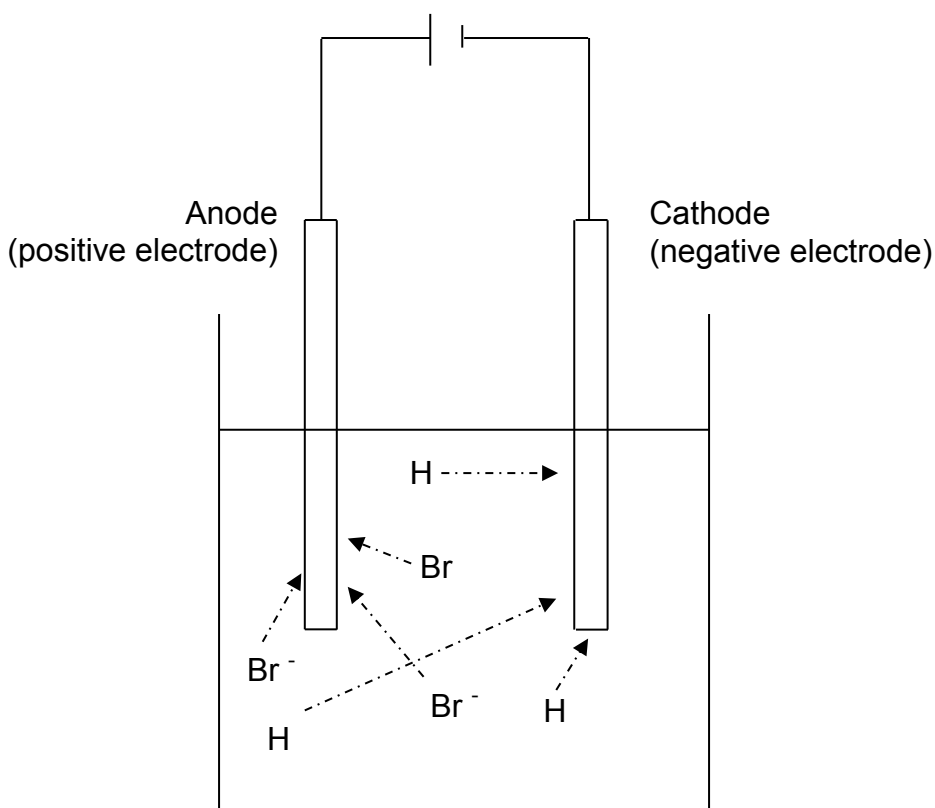 Anode
(positive electrode)
Cathode
(negative electrode)
H
Br
Br -
Br -
H
H